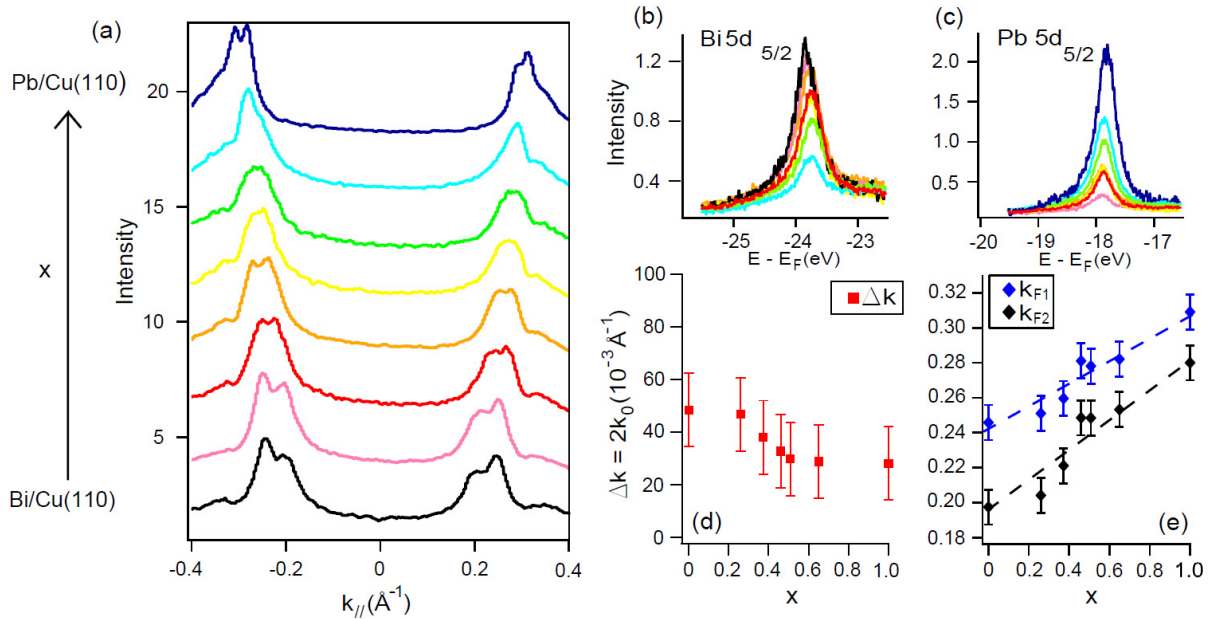 (a)
Pb/Cu(110)
x
Bi/Cu(110)
Intensity
20
15
10
5
-0.4 -0.2 0 0.2 0.4
k//(Å-1)
(b)
Bi 5d 5/2
Intensity
1.2
0.8
0.4
-25 -24 -23
E - EF(eV)
(c)
Pb 5d5/2
2.0
1.5
1.0
0.5
-20 -19 -18 -17
E - EF(eV)
Δk = 2k0 (10-3 Å-1)
100
80
60
40
20
0
Δk
(d)
0 0.2 0.4 0.6 0.8 1.0
x
0.32
0.30
0.28
0.26
0.24
0.22
0.20
0.18
kF1
kF2
(e)
0 0.2 0.4 0.6 0.8 1.0
x